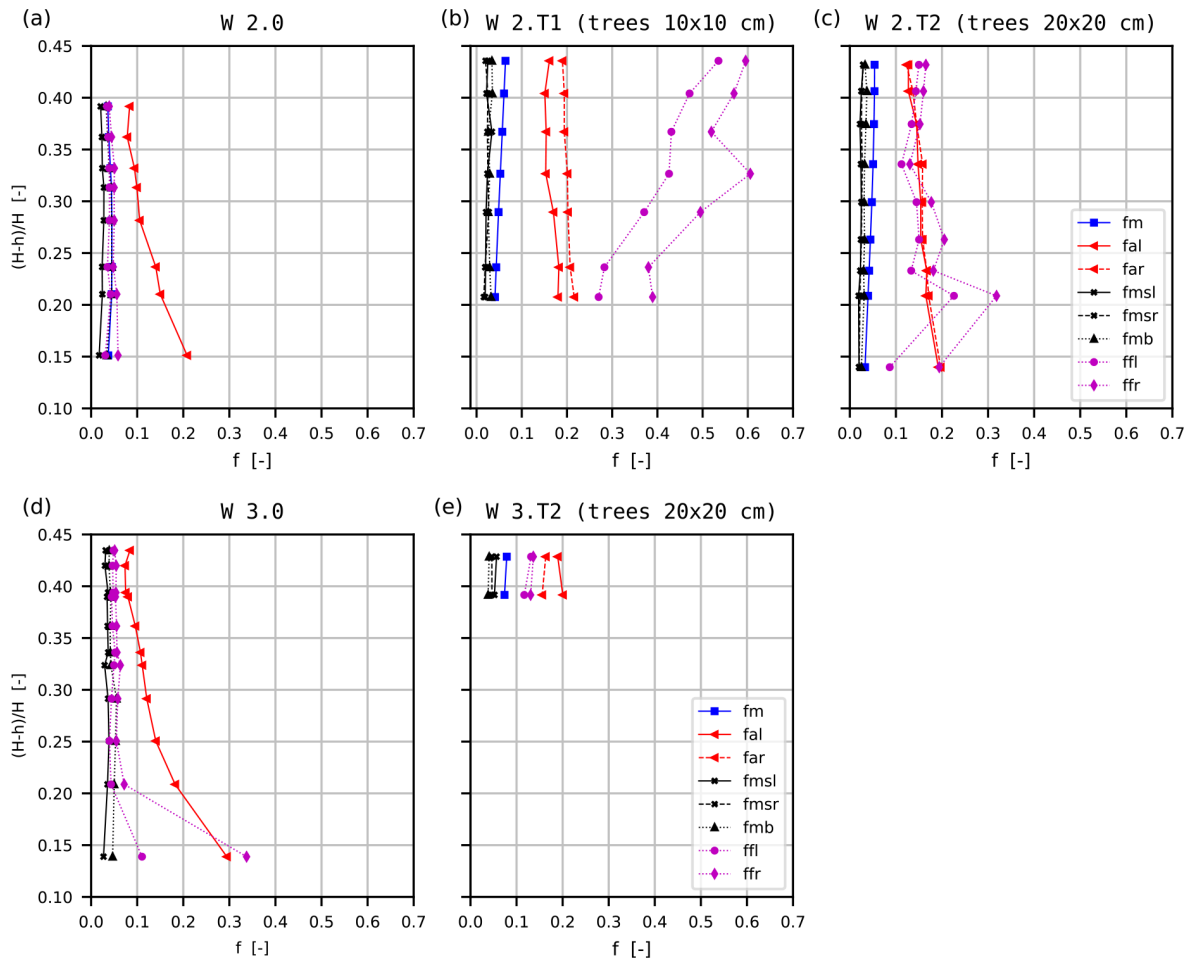 (a) W 2.0
(b) W 2.T1 (trees 10x10 cm)
(c) W 2.T2 (trees 20x20 cm)
(H-h)/H [-]
0.45
0.40
0.35
0.30
0.25
0.20
0.15
0.10
0.0 0.1 0.2 0.3 0.4 0.5 0.6 0.7
f [-]
0.0 0.1 0.2 0.3 0.4 0.5 0.6 0.7
f [-]
fm
fal
far
fmsl
fmsr
fmb
ffl
ffr
0.0 0.1 0.2 0.3 0.4 0.5 0.6 0.7
f [-]
(d) W 3.0
(e) W 3.T2 (trees 20x20 cm)
(H-h)/H [-]
0.45
0.40
0.35
0.30
0.25
0.20
0.15
0.10
0.0 0.1 0.2 0.3 0.4 0.5 0.6 0.7
f [-]
fm
fal
far
fmsl
fmsr
fmb
ffl
ffr
0.0 0.1 0.2 0.3 0.4 0.5 0.6 0.7
f [-]